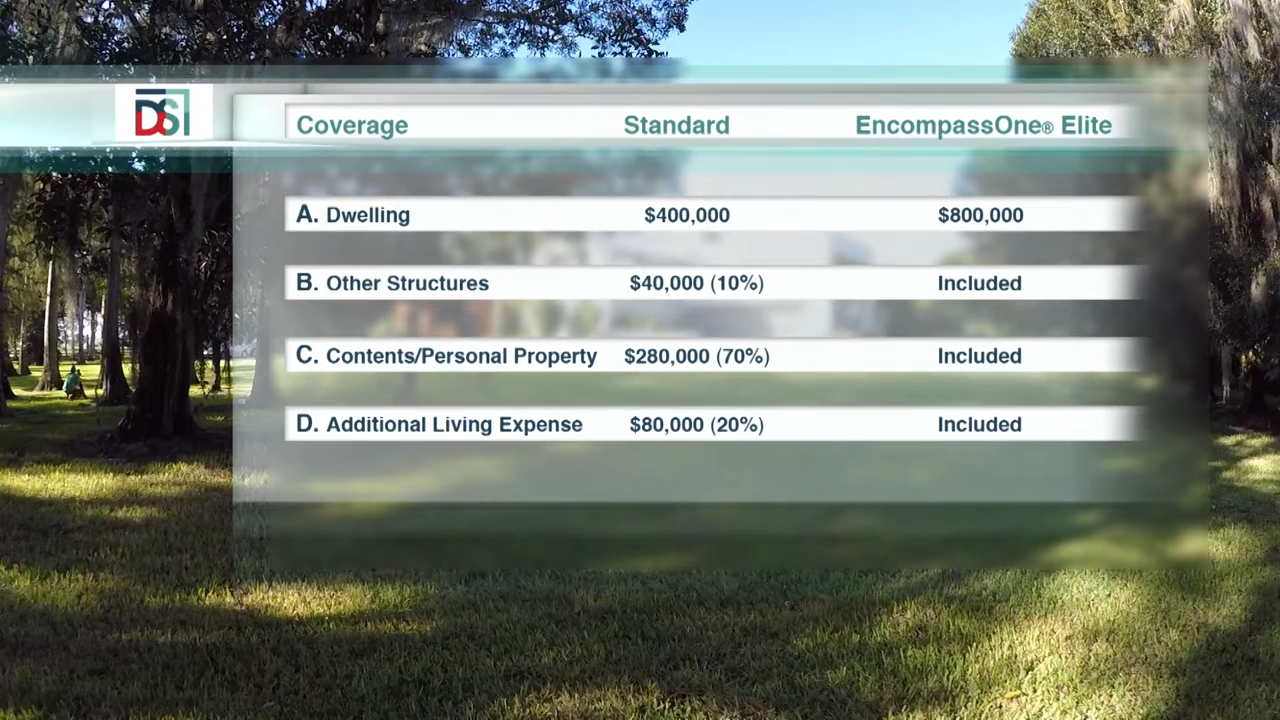 DSI
Coverage Standard EncompassOne® Elite
A. Dwelling $400,000 $800,000
B. Other Structures $40,000 (10%) Included
C. Contents/Personal Property $280,000 (70%) Included
D. Additional Living Expense $80,000 (20%) Included